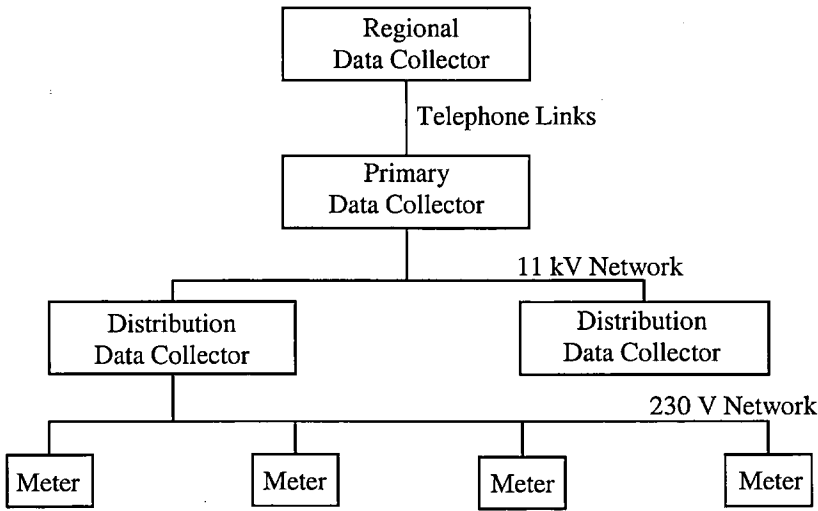 Regional
Data Collector
Telephone Links
Primary
Data Collector
11 kV Network
Distribution
Data Collector
Distribution
Data Collector
230 V Network
Meter
Meter
Meter
Meter